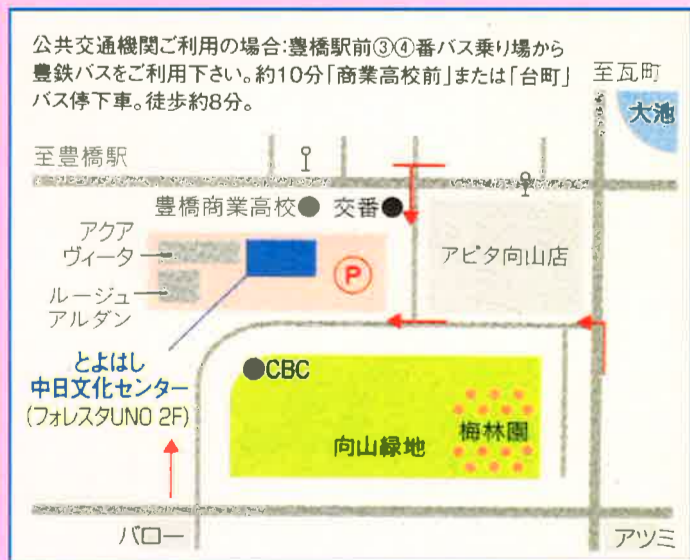 公共交通機関ご利用の場合:豊橋駅前③④番バス乗り場から
豊鉄バスをご利用下さい。約10分「商業高校前」または「台町」
バス停下車。徒歩約8分。
至瓦町
大池
至豊橋駅
豊橋商業高校
交番
アクア
ヴィータ
アピタ向山店
P
ルージュ
アルダン
とよはし
中日文化センター
(フォレスタUNO 2F)
CBC
梅林園
向山緑地
バロー
アツミ